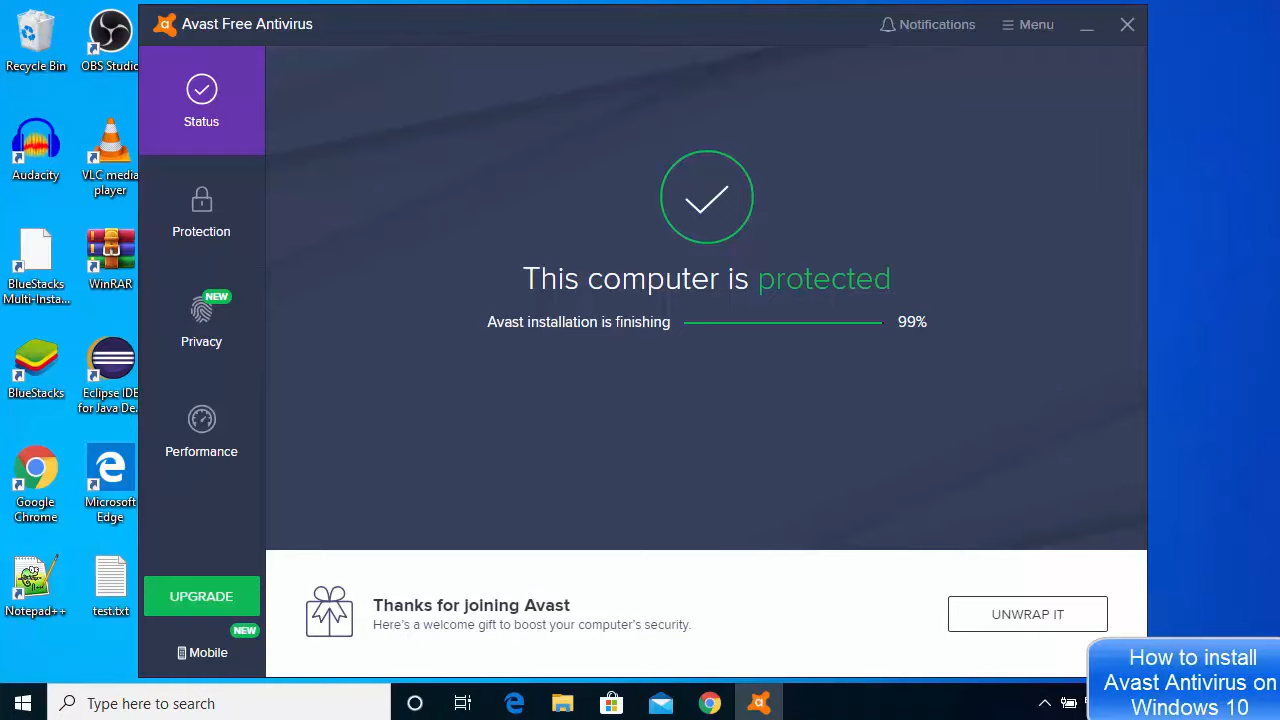 Recycle Bin
OBS Studio
Audacity
VLC media
player
BlueStacks
Multi-Insta...
WinRAR
BlueStacks
Eclipse IDE
for Java De...
Google
Chrome
Microsoft
Edge
Notepad++
test.txt
Avast Free Antivirus
Notifications
Menu
Status
Protection
NEW
Privacy
Performance
UPGRADE
NEW
Mobile
This computer is protected
Avast installation is finishing 99%
Thanks for joining Avast
Here's a welcome gift to boost your computer's security.
UNWRAP IT
Type here to search
How to install
Avast Antivirus on
Windows 10